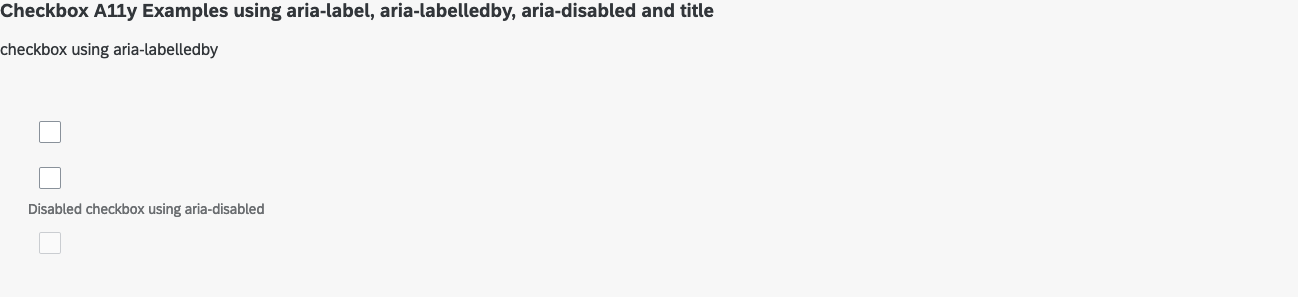 Checkbox A11y Examples using aria-label, aria-labelledby, aria-disabled and title
checkbox using aria-labelledby
Disabled checkbox using aria-disabled